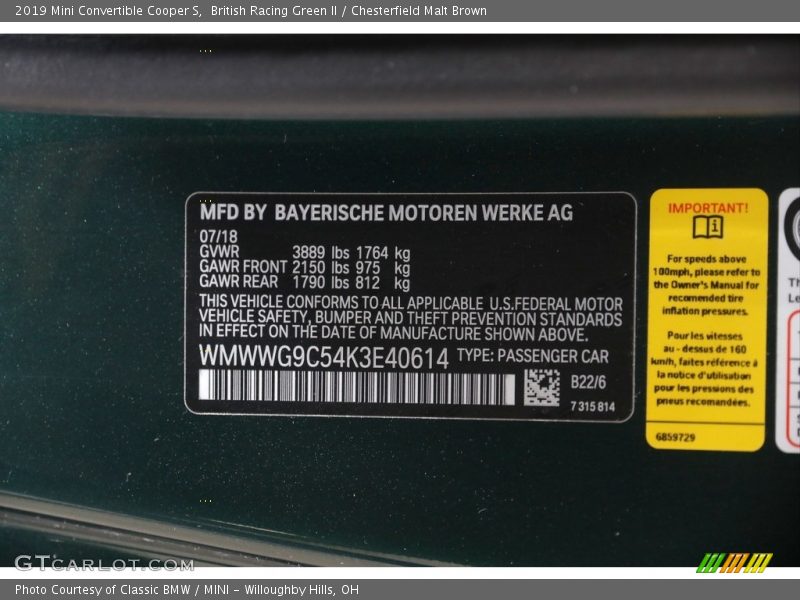 2019 Mini Convertible Cooper S,  British Racing Green II / Chesterfield Malt Brown
MFD BY BAYERISCHE MOTOREN WERKE AG
07/18
GVWR 3889 lbs 1764 kg
GAWR FRONT 2150 lbs 975 kg
GAWR REAR 1790 lbs 812 kg
THIS VEHICLE CONFORMS TO ALL APPLICABLE U.S.FEDERAL MOTOR
VEHICLE SAFETY, BUMPER AND THEFT PREVENTION STANDARDS
IN EFFECT ON THE DATE OF MANUFACTURE SHOWN ABOVE.
WMWWG9C54K3E40614 TYPE: PASSENGER CAR
B22/6
7 315 814
IMPORTANT!
For speeds above
100mph, please refer to
the Owner's Manual for
recomended tire
inflation pressures.
Pour les vitesses
au - dessus de 160
km/h, faites référence à
la notice d'utilisation
pour les pressions des
pneus recomandées.
6859729
Th
Le
GTCARLOT.COM
Photo Courtesy of Classic BMW / MINI - Willoughby Hills, OH